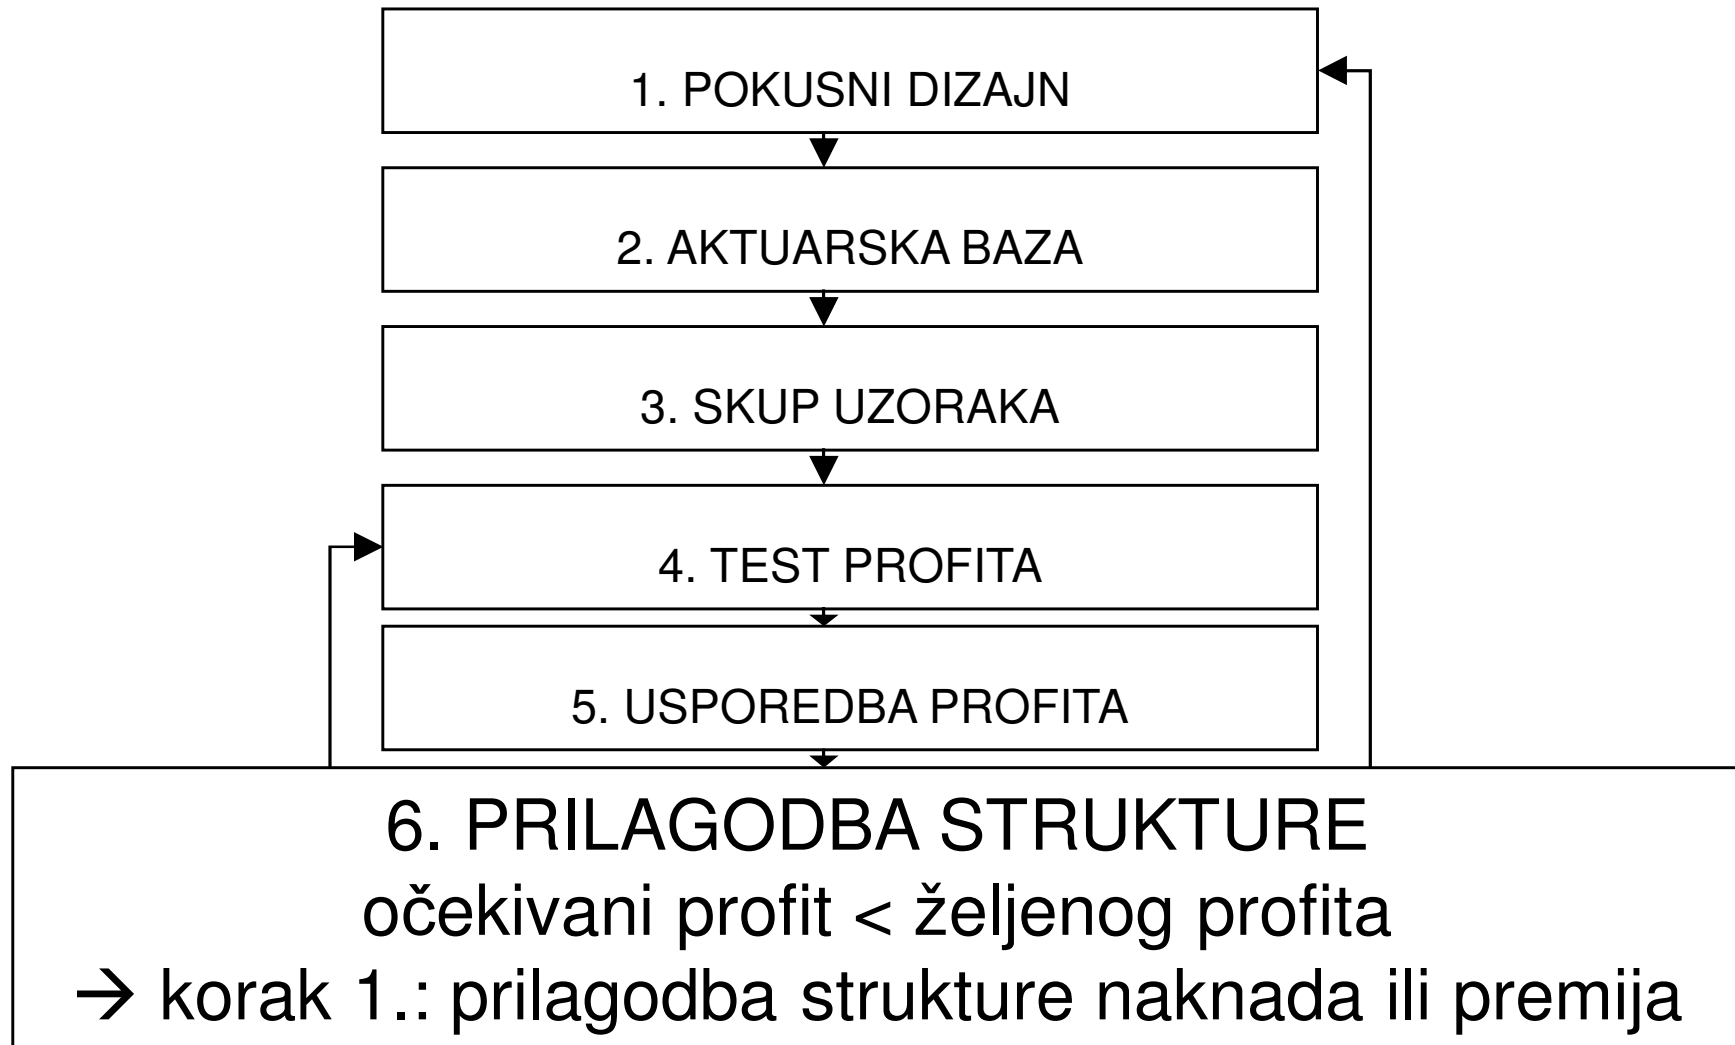 1. POKUSNI DIZAJN
2. AKTUARSKA BAZA
3. SKUP UZORAKA
4. TEST PROFITA
5. USPOREDBA PROFITA
6. PRILAGODBA STRUKTURE
očekivani profit < željenog profita
→ korak 1.: prilagodba strukture naknada ili premija